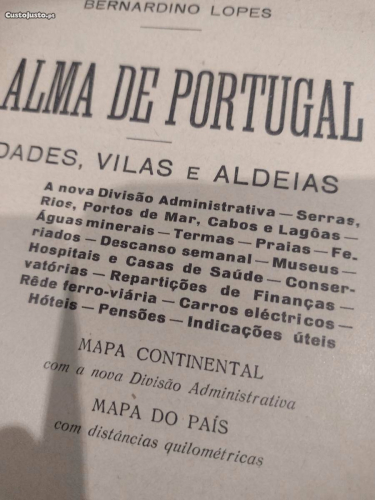 CustoJusto.pt
BERNARDINO LOPES
ALMA DE PORTUGAL
DADES, VILAS E ALDEIAS
A nova Divisão Administrativa — Serras,
Rios, Portos de Mar, Cabos e Lagôas —
Águas minerais — Termas — Praias — Fe-
riados — Descanso semanal — Museus —
Hospitais e Casas de Saúde — Conser-
vatórias — Repartições de Finanças —
Rêde ferro-viária — Carros eléctricos —
Hóteis — Pensões — Indicações úteis
MAPA CONTINENTAL
com a nova Divisão Administrativa
MAPA DO PAÍS
com distâncias quilométricas